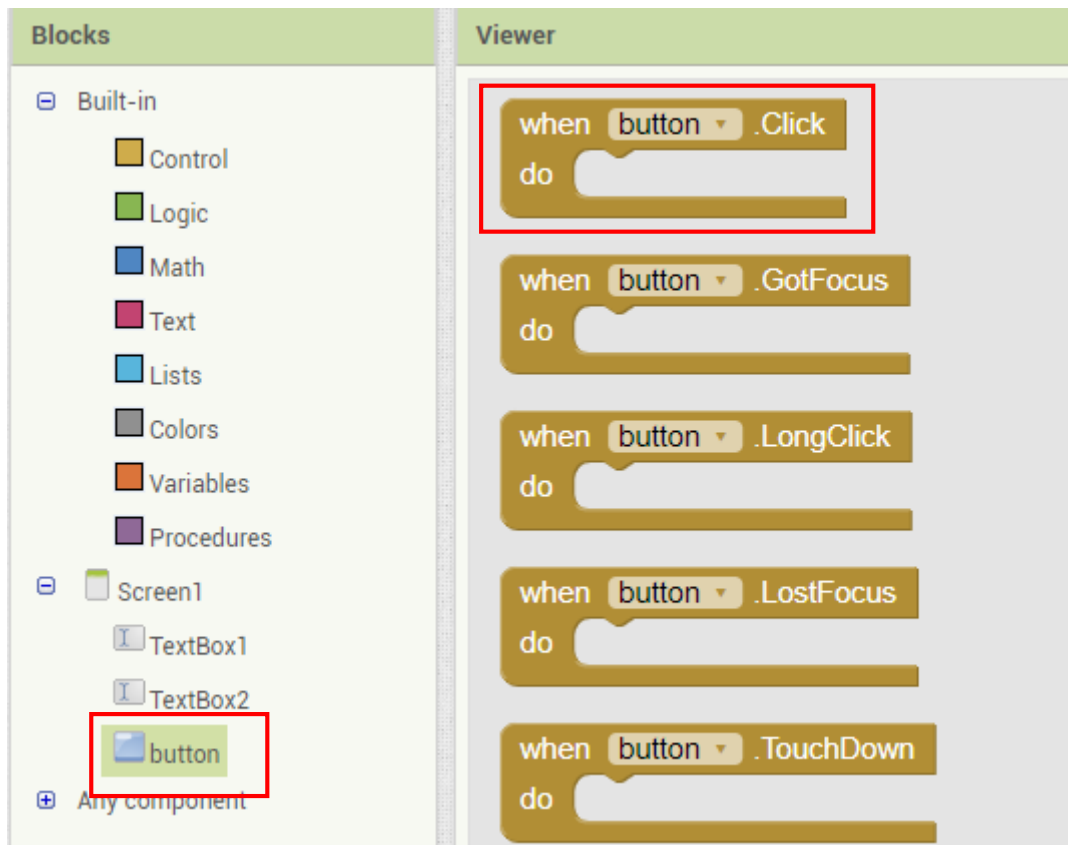 Blocks
Built-in
Control
Logic
Math
Text
Lists
Colors
Variables
Procedures
Screen1
TextBox1
TextBox2
button
Any component
Viewer
when button .Click
do
when button .GotFocus
do
when button .LongClick
do
when button .LostFocus
do
when button .TouchDown
do